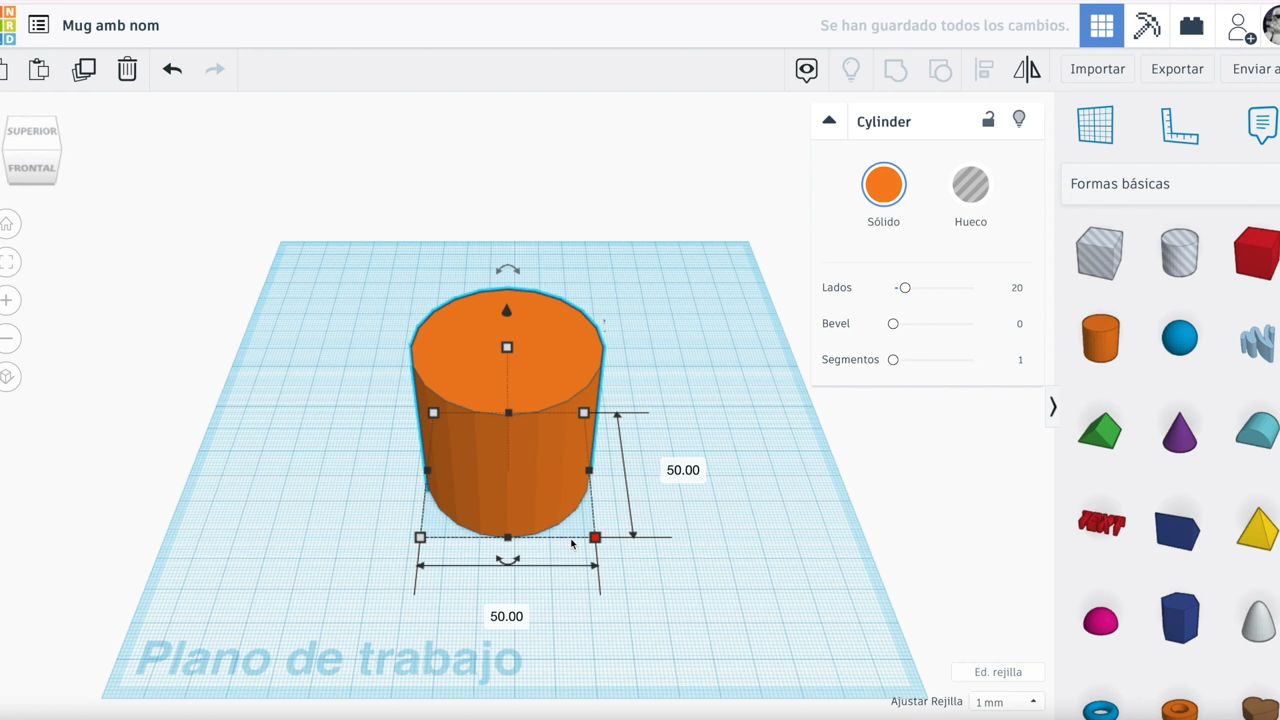 N
R
D
Mug amb nom
Se han guardado todos los cambios.
Importar
Exportar
Enviar a
SUPERIOR
FRONTAL
Cylinder
Sólido
Hueco
Lados
20
Bevel
0
Segmentos
1
Formas básicas
TEXT
50.00
50.00
Plano de trabajo
Ed. rejilla
Ajustar Rejilla
1 mm